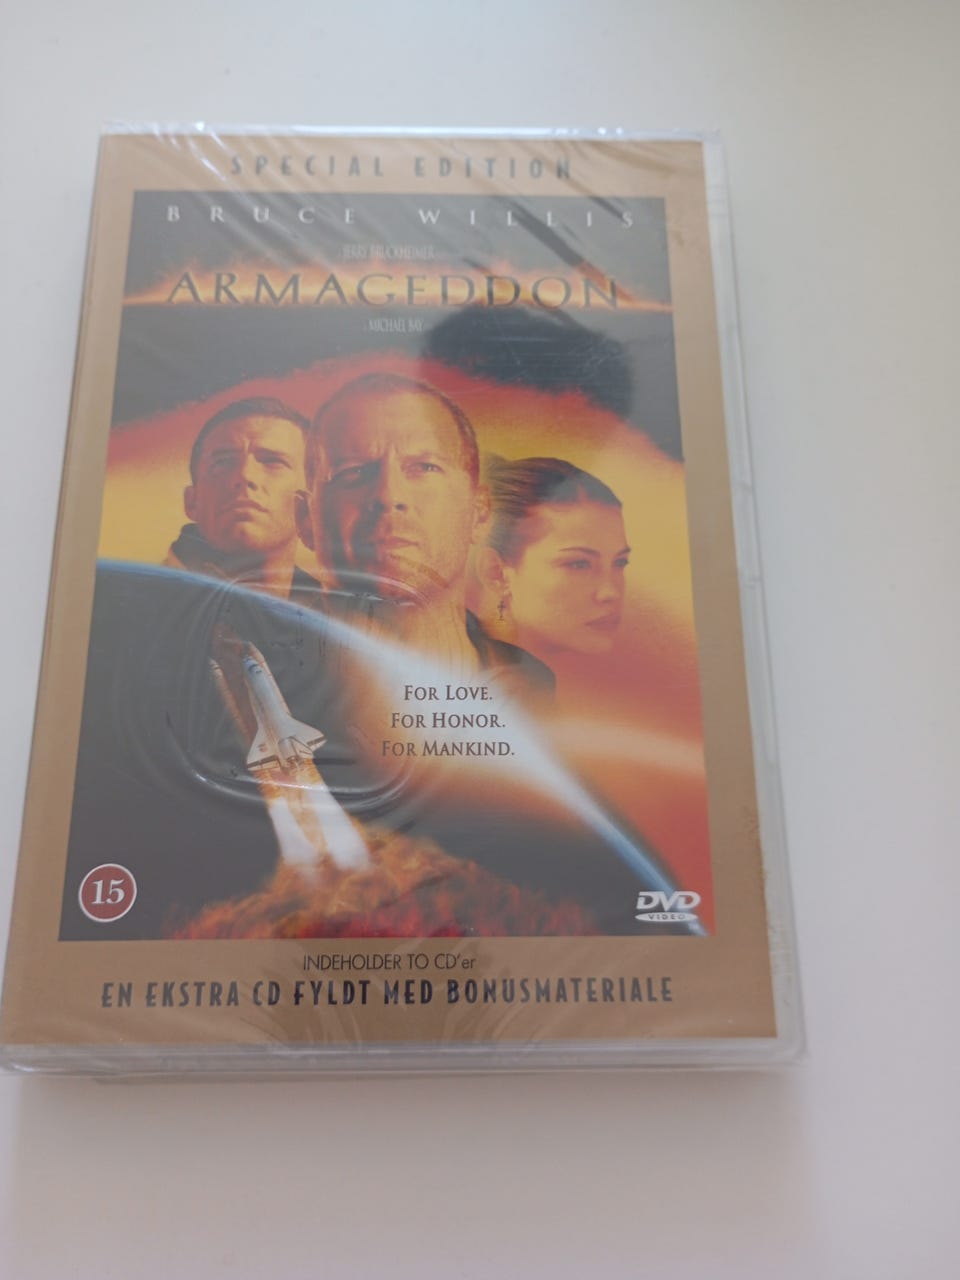 SPECIAL EDITION
BRUCE WILLIS
JERRY BRUCKHEIMER
ARMAGEDDON
MICHAEL BAY
FOR LOVE.
FOR HONOR.
FOR MANKIND.
15
DVD
VIDEO
INDEHOLDER TO CD'er
EN EKSTRA CD FYLDT MED BONUSMATERIALE